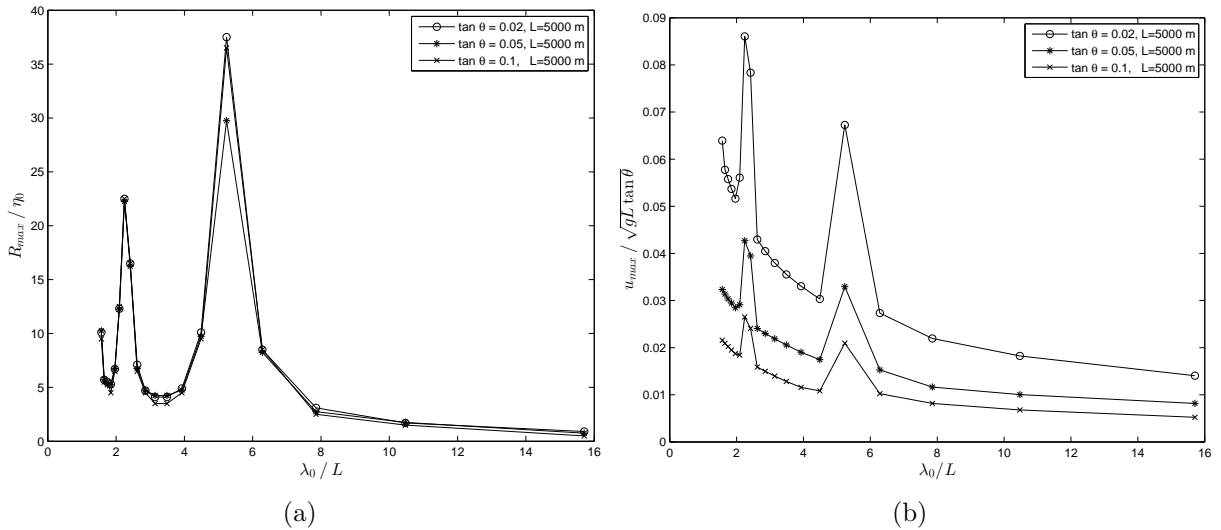 40
35
30
25
20
15
10
5
0
R_max / η_0
0 2 4 6 8 10 12 14 16
λ_0 / L
tan θ = 0.02, L=5000 m
tan θ = 0.05, L=5000 m
tan θ = 0.1, L=5000 m
(a)
0.09
0.08
0.07
0.06
0.05
0.04
0.03
0.02
0.01
0
u_max / √gL tan θ
0 2 4 6 8 10 12 14 16
λ_0 / L
tan θ = 0.02, L=5000 m
tan θ = 0.05, L=5000 m
tan θ = 0.1, L=5000 m
(b)